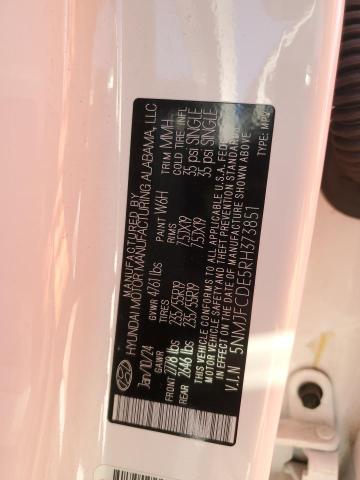 MANUFACTURED BY
HYUNDAI MOTOR MANUFACTURING ALABAMA, LLC
Jan/10/24 GVWR 4761 lbs PAINT W6H TRIM MMH
TIRES RIMS COLD TIRE INFL
FRONT 2778 lbs 235/55R19 7.5JX19 35 psi SINGLE
REAR 2646 lbs 235/55R19 7.5JX19 35 psi SINGLE
THIS VEHICLE CONFORMS TO ALL APPLICABLE U.S.A. FEDERAL
MOTOR VEHICLE SAFETY AND THEFT PREVENTION STANDARDS
IN EFFECT ON THE DATE OF MANUFACTURE SHOWN ABOVE
V.I.N 5NMJFCDE5RH373851 TYPE: MPV